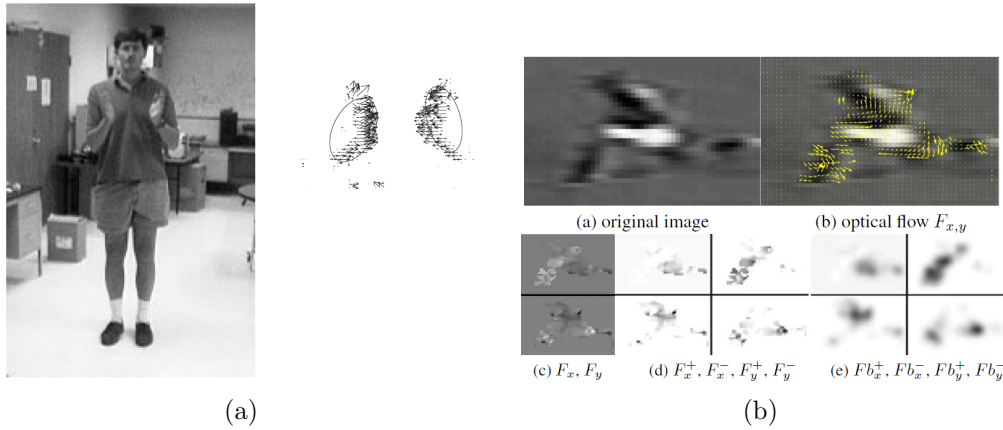 (a) original image
(b) optical flow F_{x,y}
(c) F_x, F_y
(d) F_x^+, F_x^-, F_y^+, F_y^-
(e) Fb_x^+, Fb_x^-, Fb_y^+, Fb_y^-
(a)
(b)